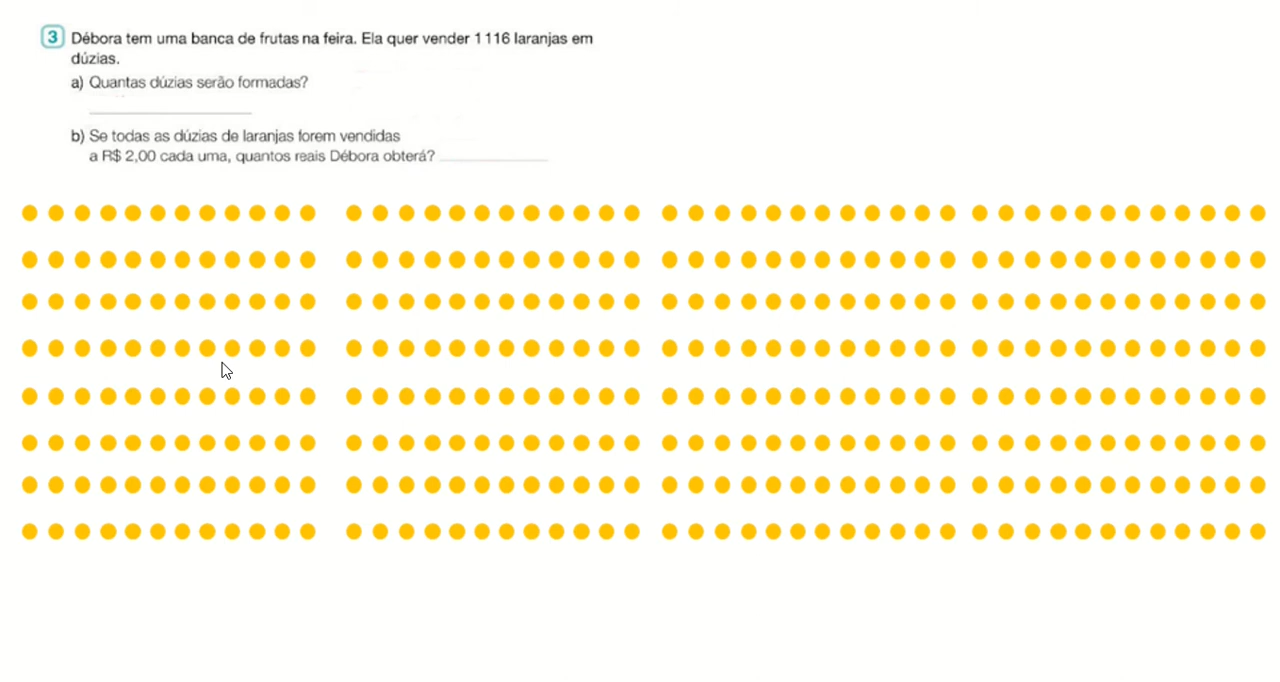 3 Débora tem uma banca de frutas na feira. Ela quer vender 1 116 laranjas em
dúzias.
a) Quantas dúzias serão formadas?
b) Se todas as dúzias de laranjas forem vendidas
a R$ 2,00 cada uma, quantos reais Débora obterá?